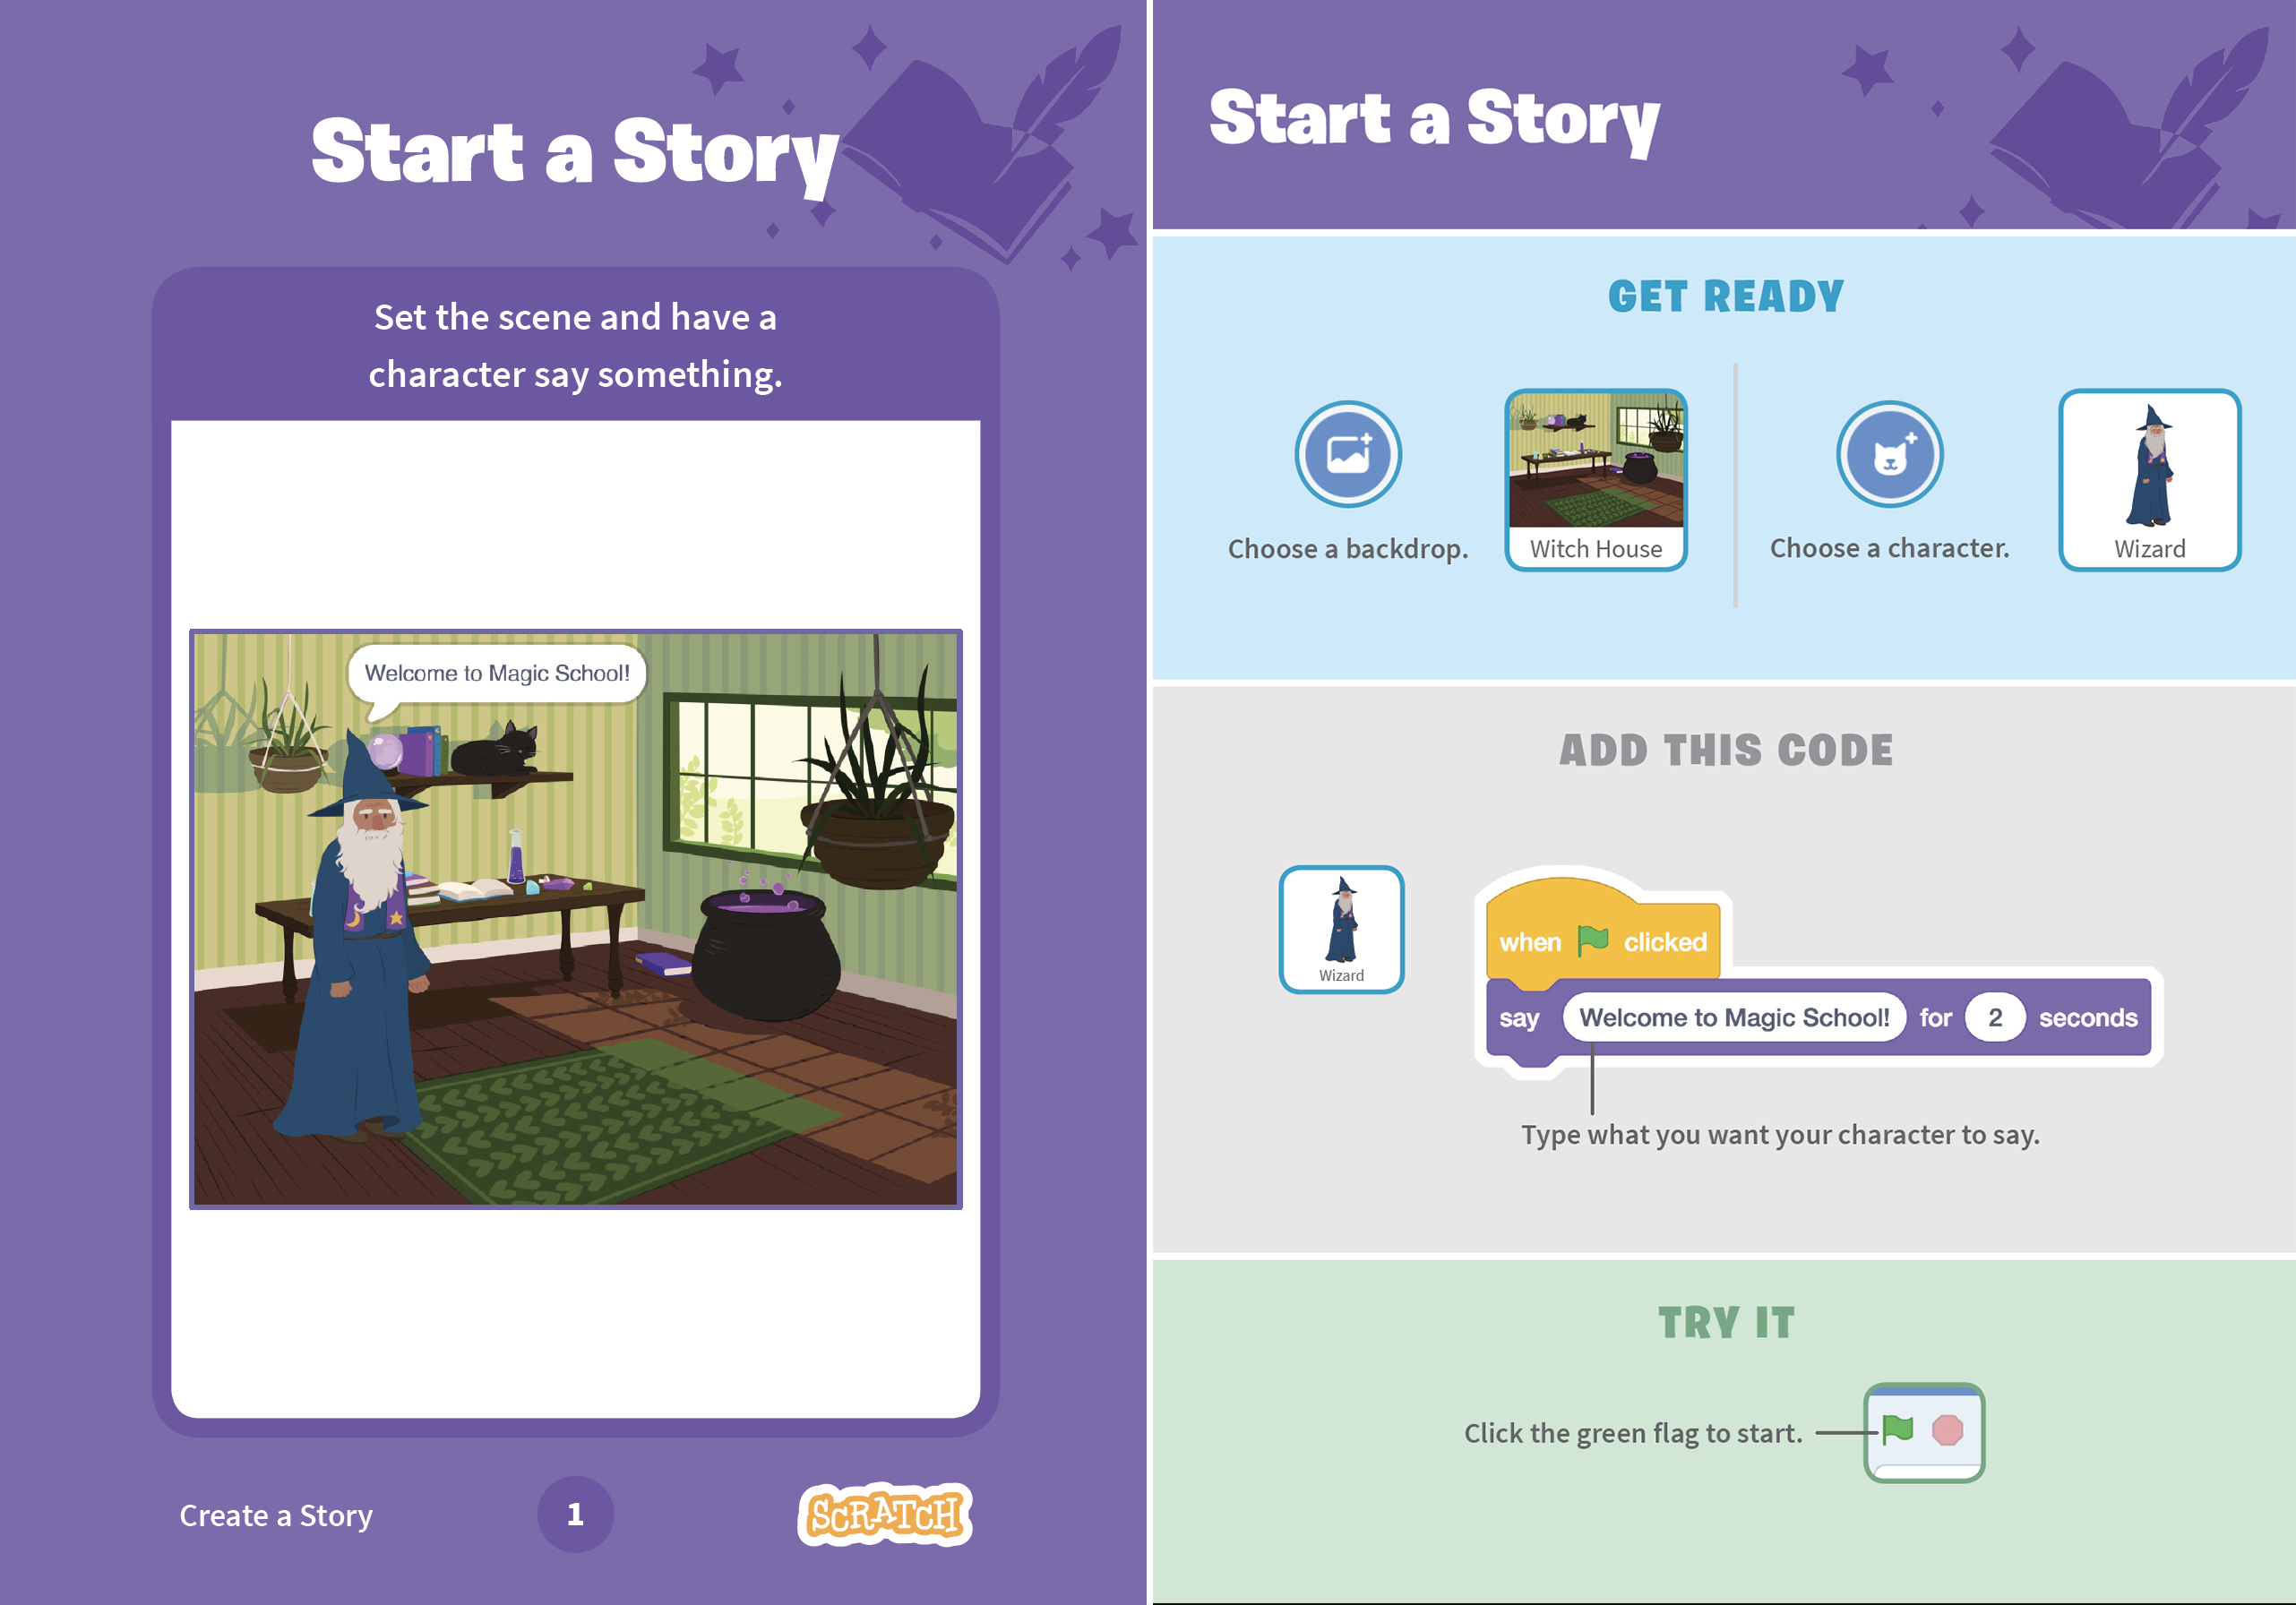 Start a Story
Set the scene and have a
character say something.
Welcome to Magic School!
Create a Story
1
SCRATCH
Start a Story
GET READY
Choose a backdrop.
Witch House
Choose a character.
Wizard
ADD THIS CODE
Wizard
when clicked
say Welcome to Magic School! for 2 seconds
Type what you want your character to say.
TRY IT
Click the green flag to start.